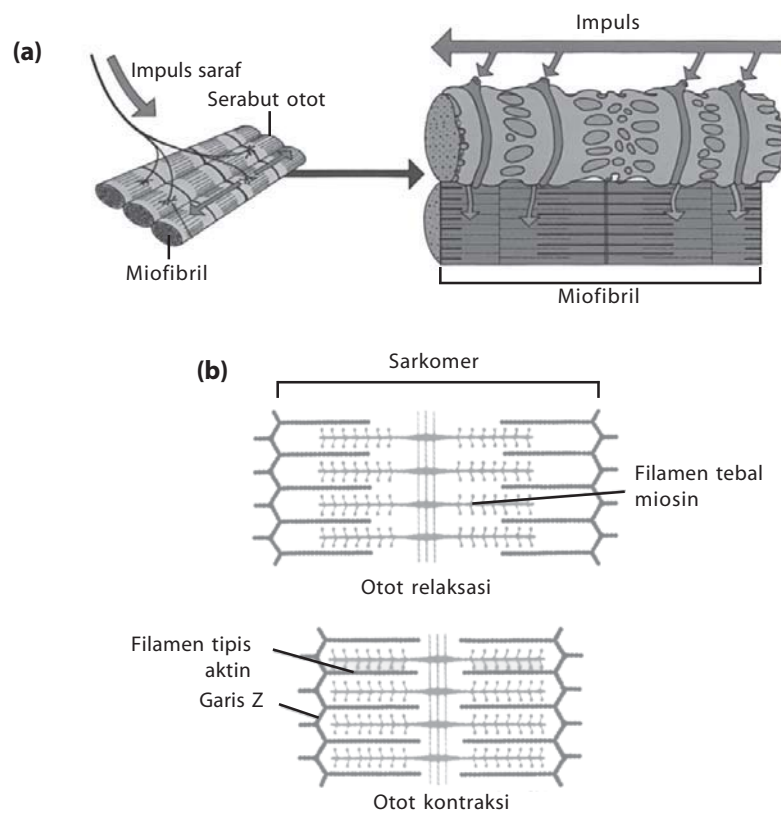 (a)
Impuls saraf
Serabut otot
Miofibril
Impuls
Miofibril
(b)
Sarkomer
Filamen tebal
miosin
Otot relaksasi
Filamen tipis
aktin
Garis Z
Otot kontraksi